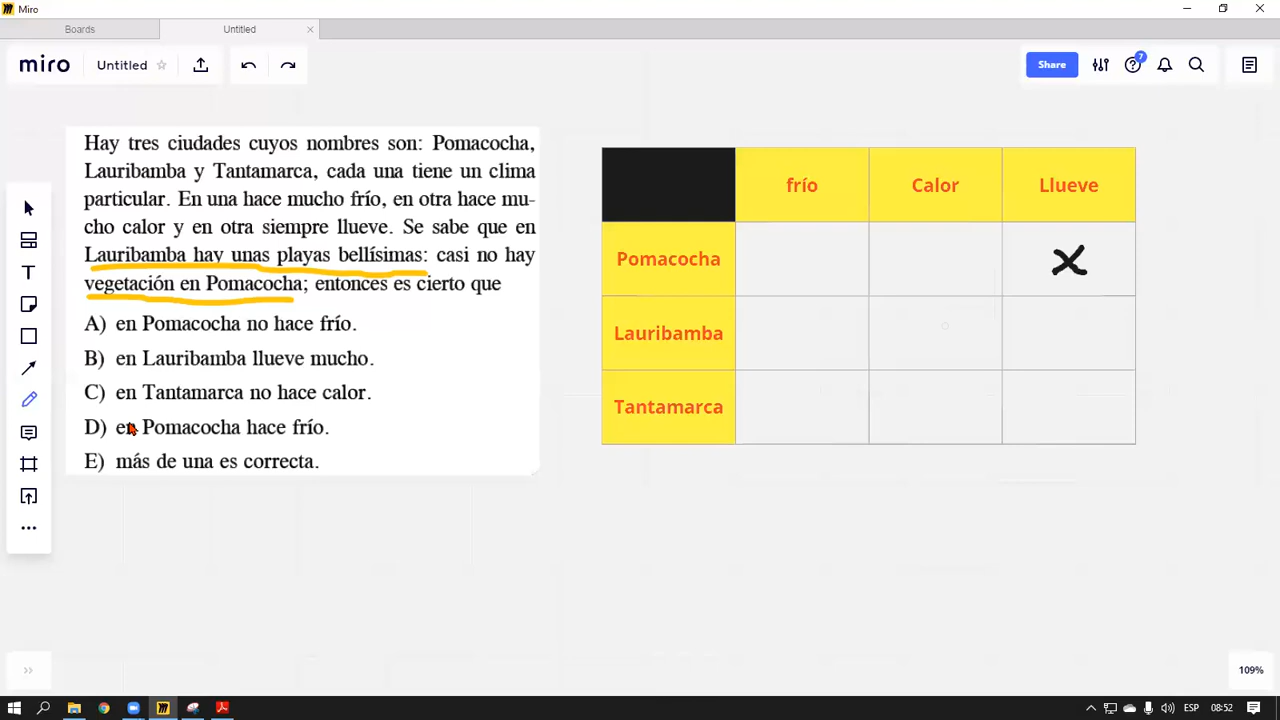 Miro
Boards
Untitled
miro
Untitled
Share
7
Hay tres ciudades cuyos nombres son: Pomacocha,
Lauribamba y Tantamarca, cada una tiene un clima
particular. En una hace mucho frío, en otra hace mu-
cho calor y en otra siempre llueve. Se sabe que en
Lauribamba hay unas playas bellísimas: casi no hay
vegetación en Pomacocha; entonces es cierto que
A) en Pomacocha no hace frío.
B) en Lauribamba llueve mucho.
C) en Tantamarca no hace calor.
D) en Pomacocha hace frío.
E) más de una es correcta.
frío Calor Llueve
Pomacocha X
Lauribamba
Tantamarca
109%
ESP 08:52